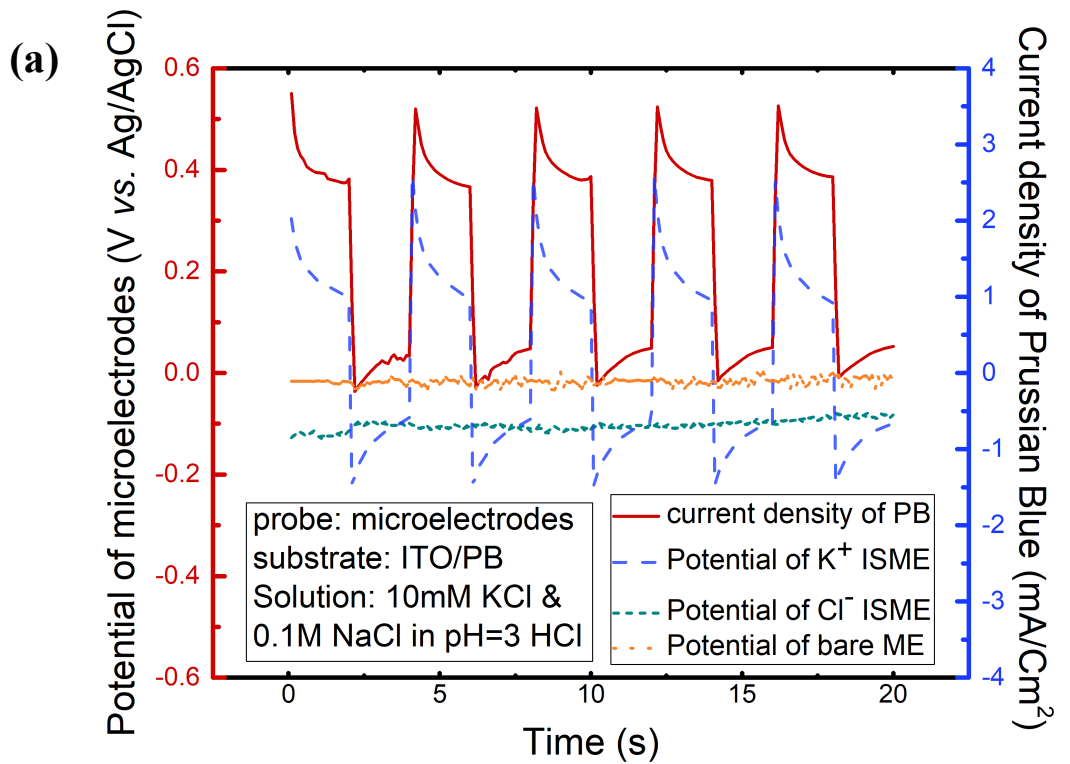 (a)
Potential of microelectrodes (V vs. Ag/AgCl)
0.6
0.4
0.2
0.0
-0.2
-0.4
-0.6
4
3
2
1
0
-1
-2
-3
-4
Current density of Prussian Blue (mA/Cm²)
probe: microelectrodes
substrate: ITO/PB
Solution: 10mM KCl &
0.1M NaCl in pH=3 HCl
current density of PB
Potential of K⁺ ISME
Potential of Cl⁻ ISME
Potential of bare ME
0 5 10 15 20
Time (s)